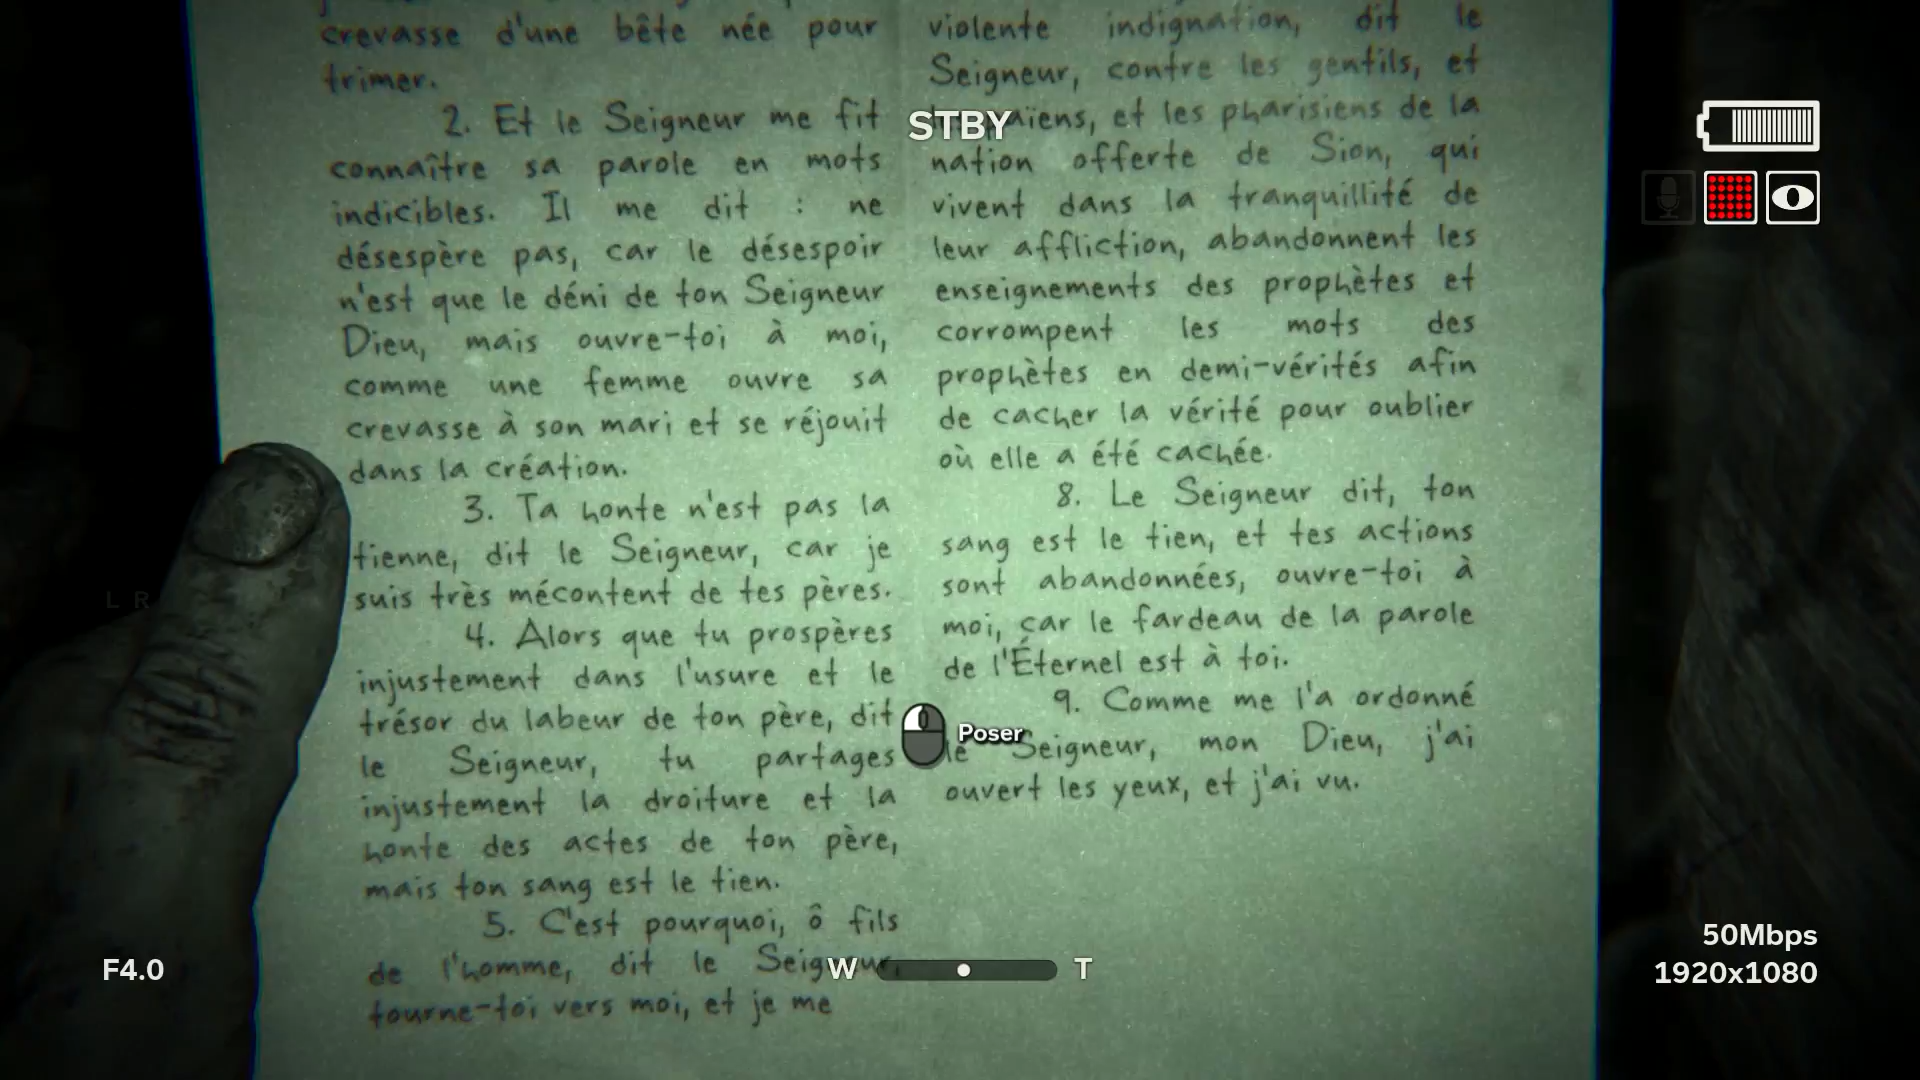 crevasse d'une bête née pour
trimer.
2. Et le Seigneur me fit
connaître sa parole en mots
indicibles. Il me dit : ne
désespère pas, car le désespoir
n'est que le déni de ton Seigneur
Dieu, mais ouvre-toi à moi,
comme une femme ouvre sa
crevasse à son mari et se réjouit
dans la création.
3. Ta honte n'est pas la
tienne, dit le Seigneur, car je
suis très mécontent de tes pères.
4. Alors que tu prospères
injustement dans l'usure et le
trésor du labeur de ton père, dit
le Seigneur, tu partages
injustement la droiture et la
honte des actes de ton père,
mais ton sang est le tien.
5. C'est pourquoi, ô fils
de l'homme, dit le Seigneur,
tourne-toi vers moi, et je me
violente indignation, dit le
Seigneur, contre les gentils, et
et les pharisiens de la
nation offerte de Sion, qui
vivent dans la tranquillité de
leur affliction, abandonnent les
enseignements des prophètes et
corrompent les mots des
prophètes en demi-vérités afin
de cacher la vérité pour oublier
où elle a été cachée.
8. Le Seigneur dit, ton
sang est le tien, et tes actions
sont abandonnées, ouvre-toi à
moi, car le fardeau de la parole
de l'Éternel est à toi.
9. Comme me l'a ordonné
le Seigneur, mon Dieu, j'ai
ouvert les yeux, et j'ai vu.
STBY
Poser
L R
F4.0
W T
50Mbps
1920x1080